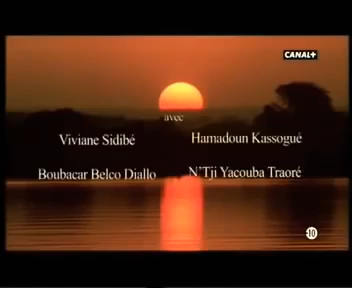 CANAL+
avec
Viviane Sidibé
Hamadoun Kassogué
Boubacar Belco Diallo
N'Tji Yacouba Traoré
-10